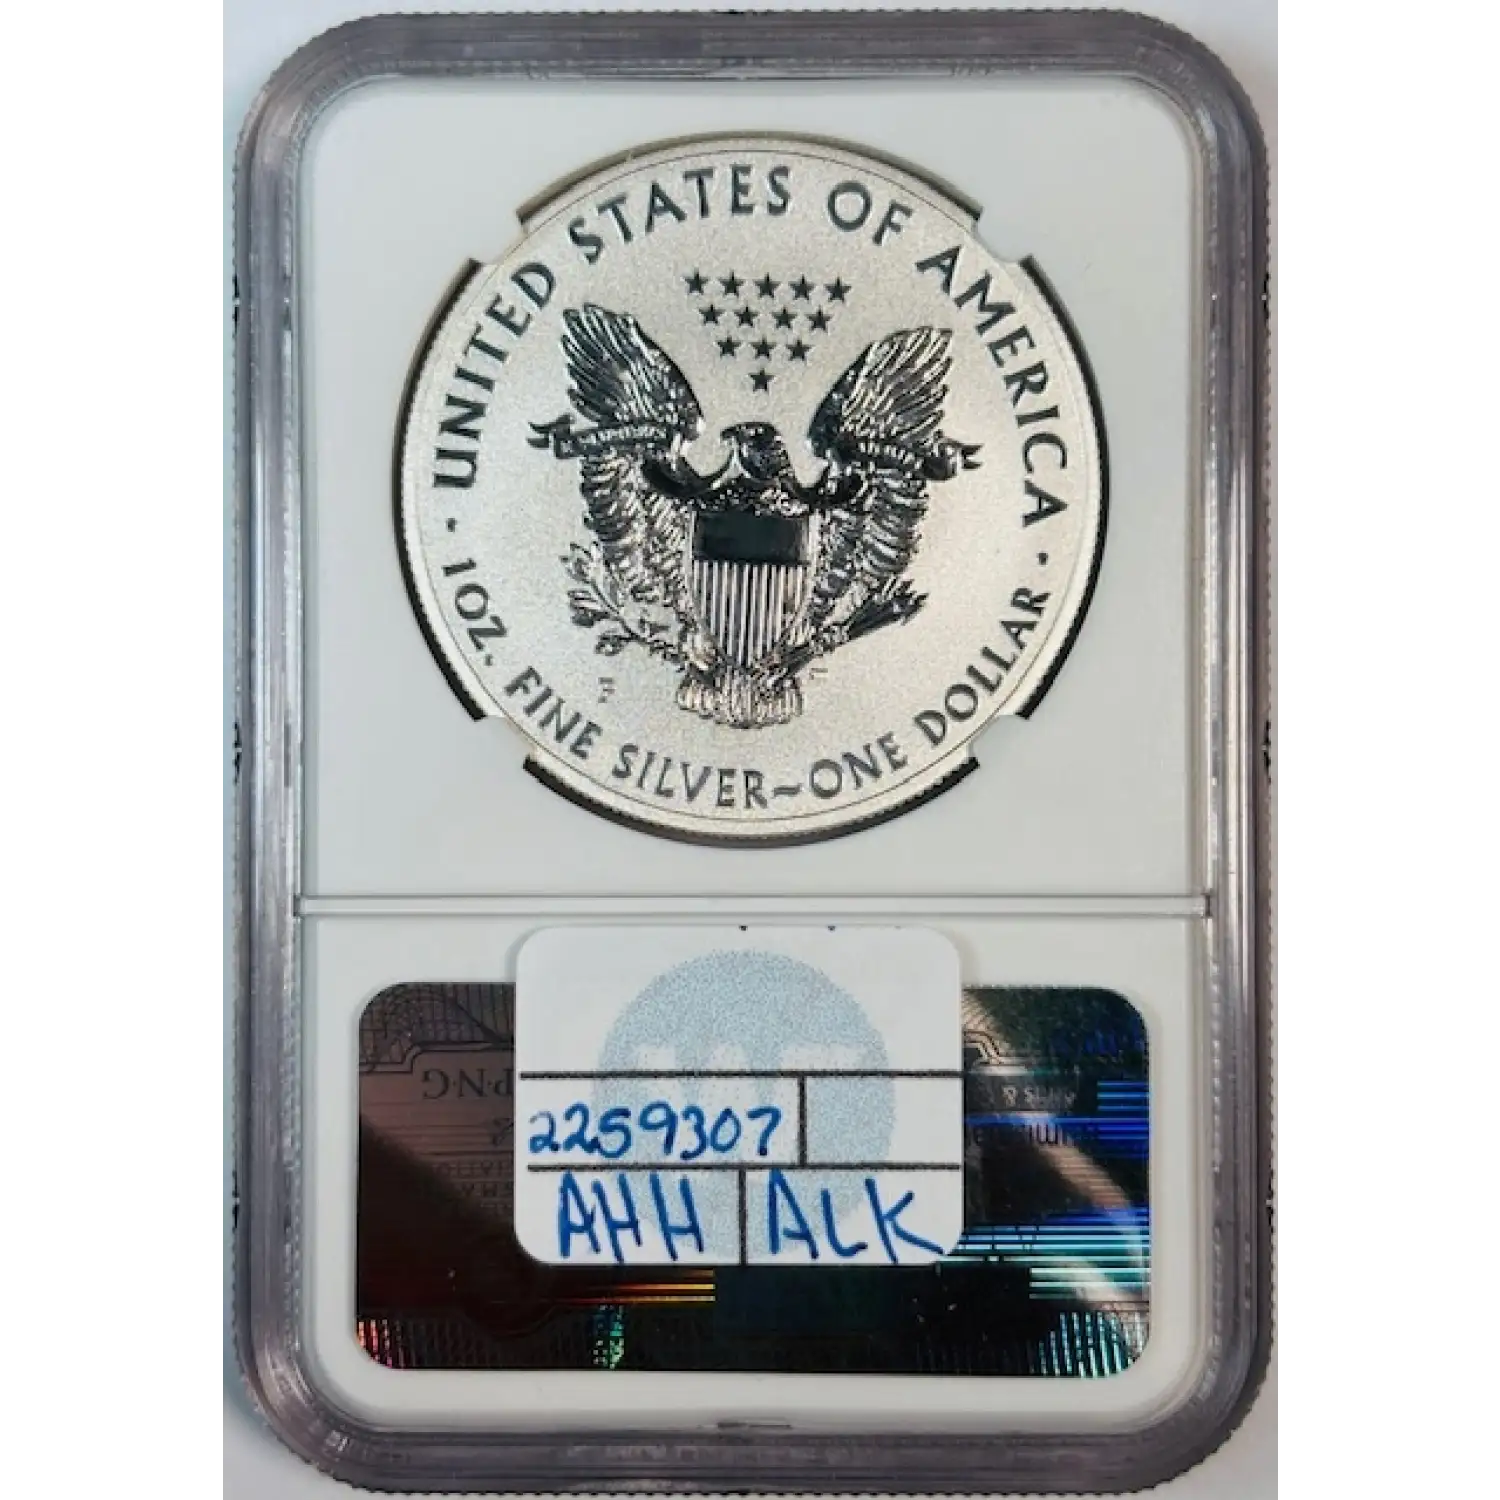 UNITED STATES OF AMERICA
· 1 OZ. FINE SILVER~ONE DOLLAR ·
P·N·G
2259307
AHH ALK